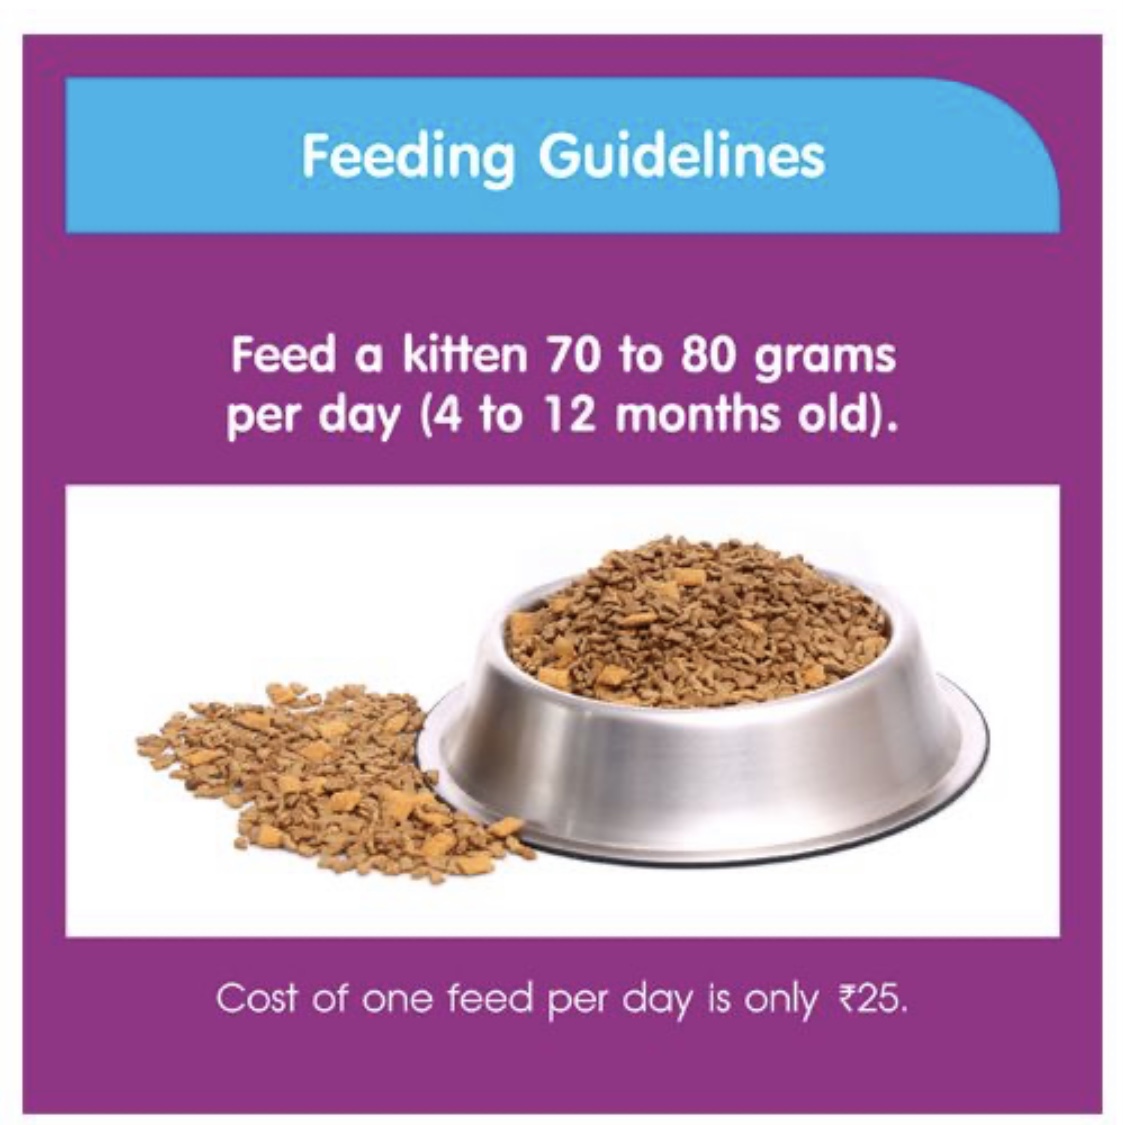 Feeding Guidelines
Feed a kitten 70 to 80 grams
per day (4 to 12 months old).
Cost of one feed per day is only ₹25.